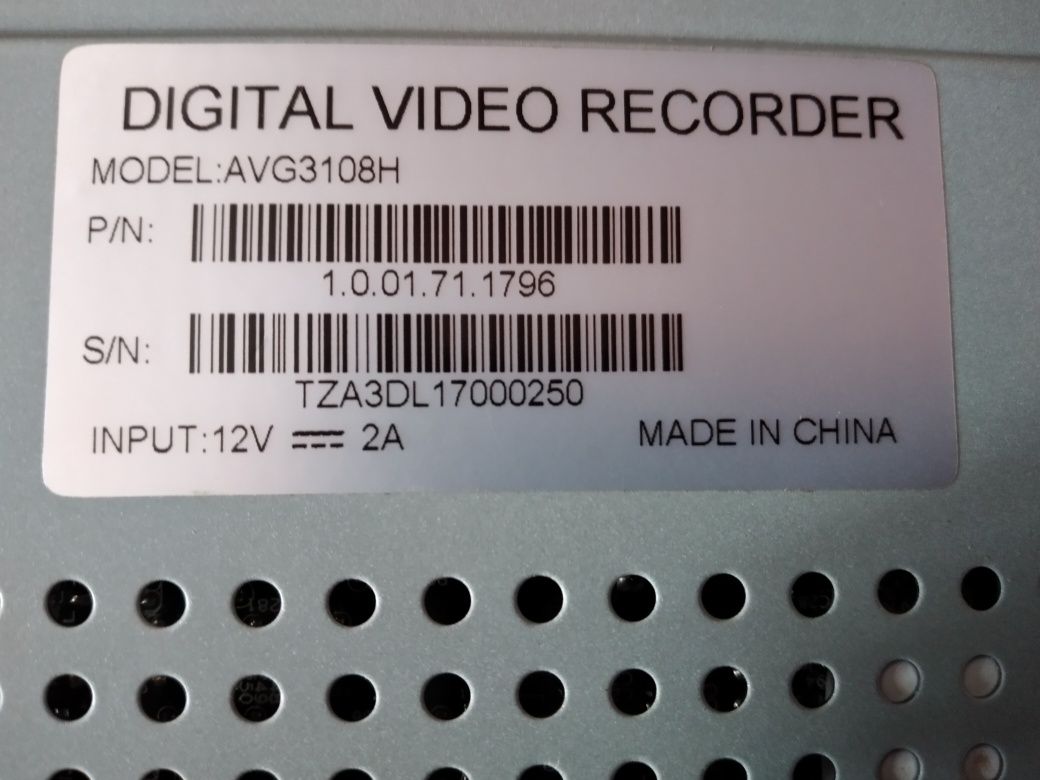 DIGITAL VIDEO RECORDER
MODEL:AVG3108H
P/N:
1.0.01.71.1796
S/N:
TZA3DL17000250
INPUT:12V ⎓ 2A MADE IN CHINA